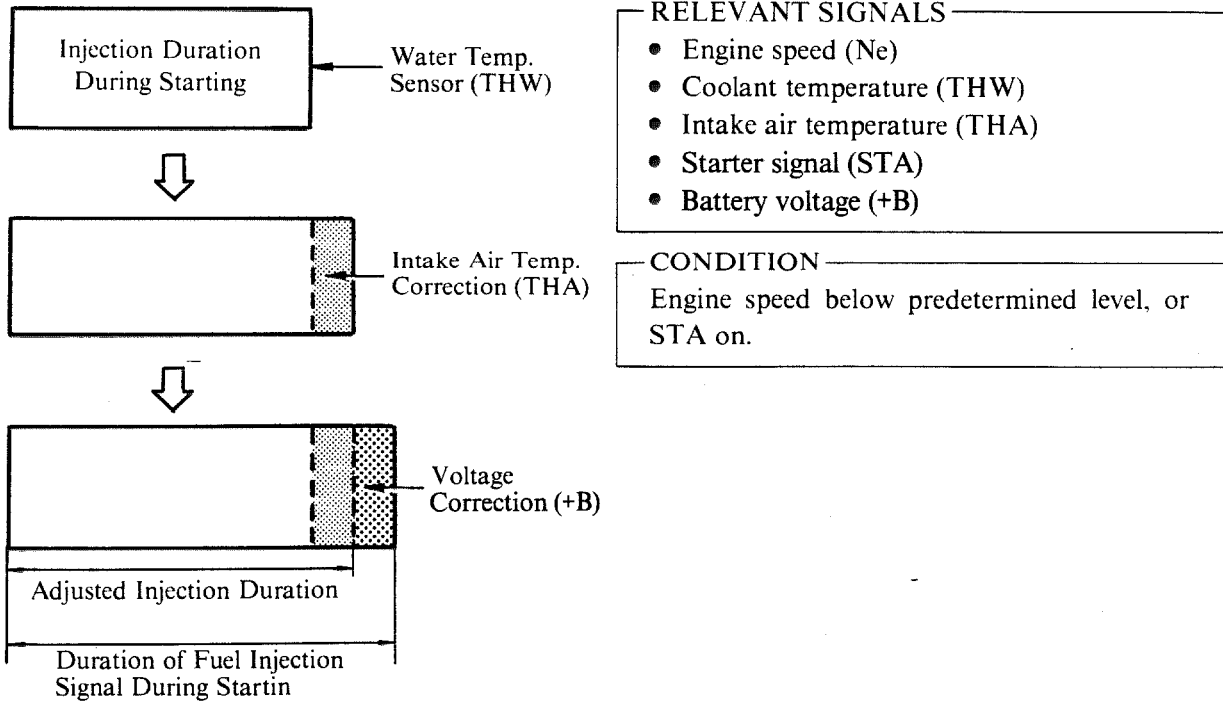 Injection Duration
During Starting
Water Temp.
Sensor (THW)
Intake Air Temp.
Correction (THA)
Voltage
Correction (+B)
Adjusted Injection Duration
Duration of Fuel Injection
Signal During Startin
RELEVANT SIGNALS
• Engine speed (Ne)
• Coolant temperature (THW)
• Intake air temperature (THA)
• Starter signal (STA)
• Battery voltage (+B)
CONDITION
Engine speed below predetermined level, or
STA on.